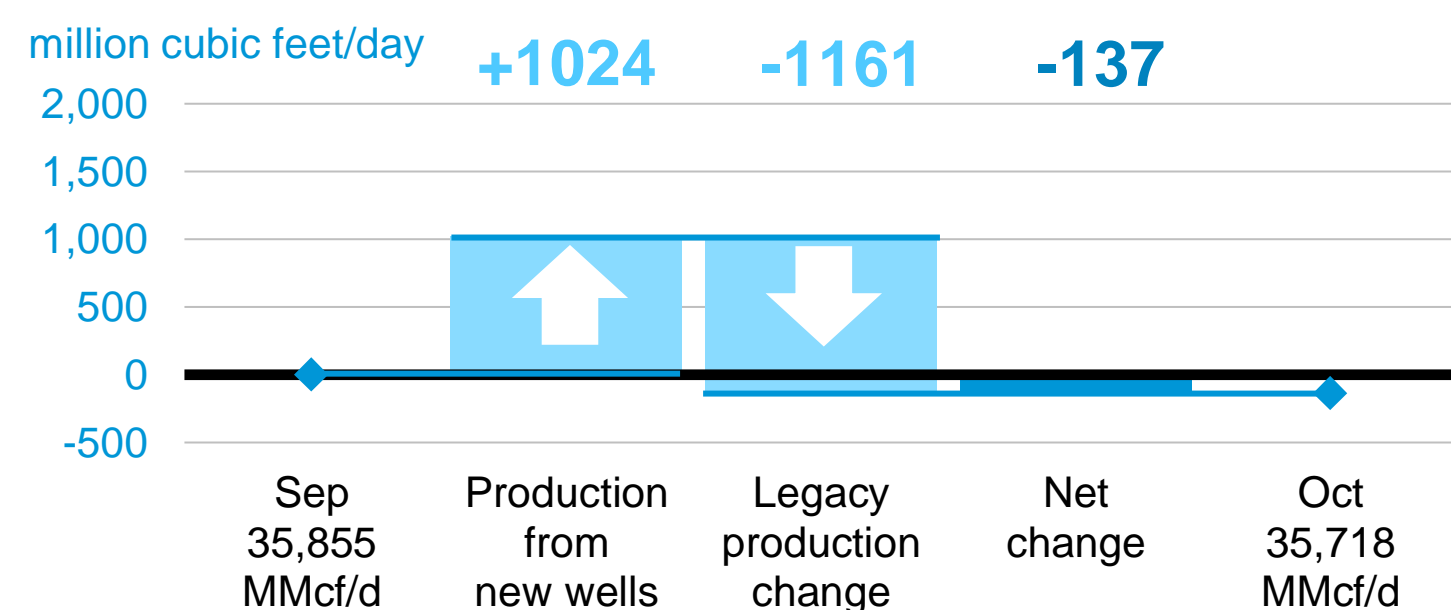 million cubic feet/day
+1024 -1161 -137
2,000
1,500
1,000
500
0
-500
Sep
35,855
MMcf/d
Production
from
new wells
Legacy
production
change
Net
change
Oct
35,718
MMcf/d